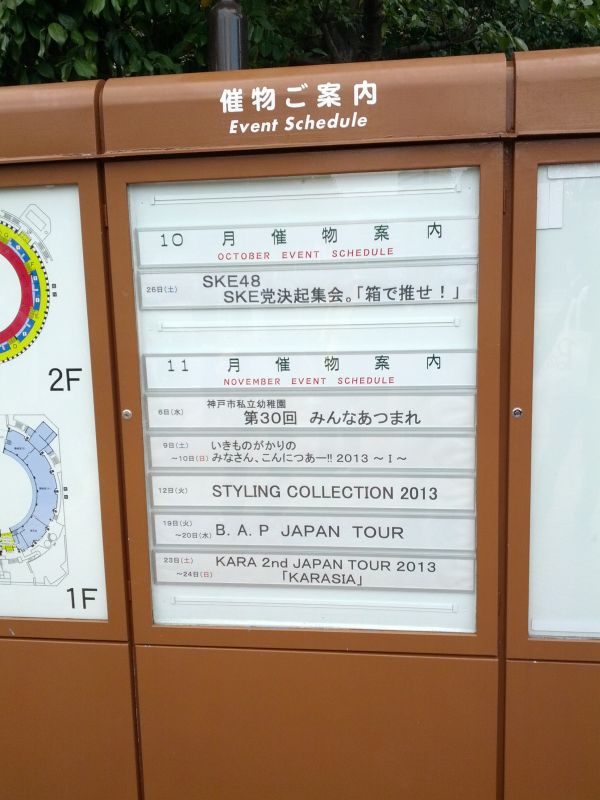 催物ご案内
Event Schedule
10月催物案内
OCTOBER EVENT SCHEDULE
26日(土) SKE48
SKE党決起集会。「箱で推せ!」
11月催物案内
NOVEMBER EVENT SCHEDULE
6日(水) 神戸市私立幼稚園
第30回 みんなあつまれ
9日(土) いきものがかりの
~10日(日) みなさん、こんにつあー!! 2013 ~I~
12日(火) STYLING COLLECTION 2013
19日(火)
~20日(水) B. A. P JAPAN TOUR
23日(土) KARA 2nd JAPAN TOUR 2013
~24日(日) 「KARASIA」
2F
1F